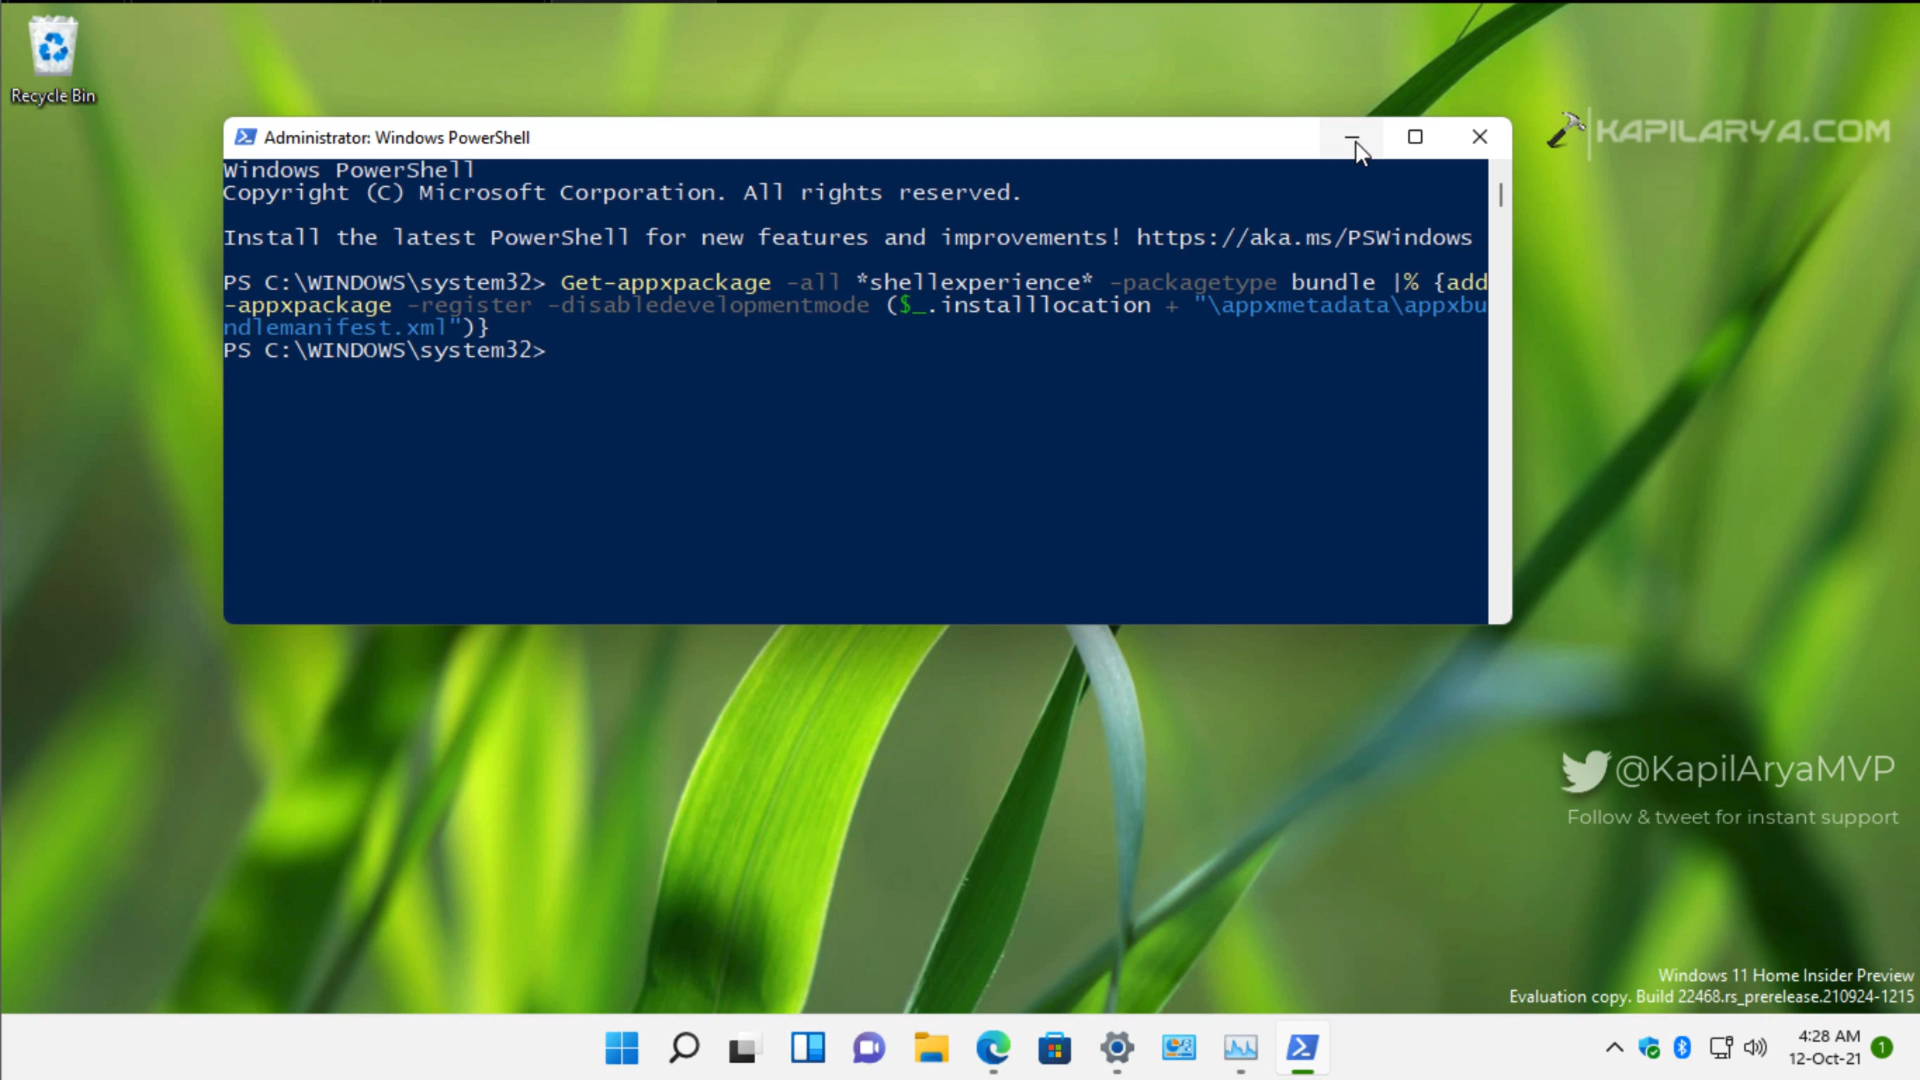 Recycle Bin
Administrator: Windows PowerShell
KAPILARYA.COM
Windows PowerShell
Copyright (C) Microsoft Corporation. All rights reserved.
Install the latest PowerShell for new features and improvements! https://aka.ms/PSWindows
PS C:\WINDOWS\system32> Get-appxpackage -all *shellexperience* -packagetype bundle |% {add
-appxpackage -register -disabledevelopmentmode ($_.installlocation + "\appxmetadata\appxbu
ndlemanifest.xml")}
PS C:\WINDOWS\system32>
@KapilAryaMVP
Follow & tweet for instant support
Windows 11 Home Insider Preview
Evaluation copy. Build 22468.rs_prerelease.210924-1215
4:28 AM
12-Oct-21
1